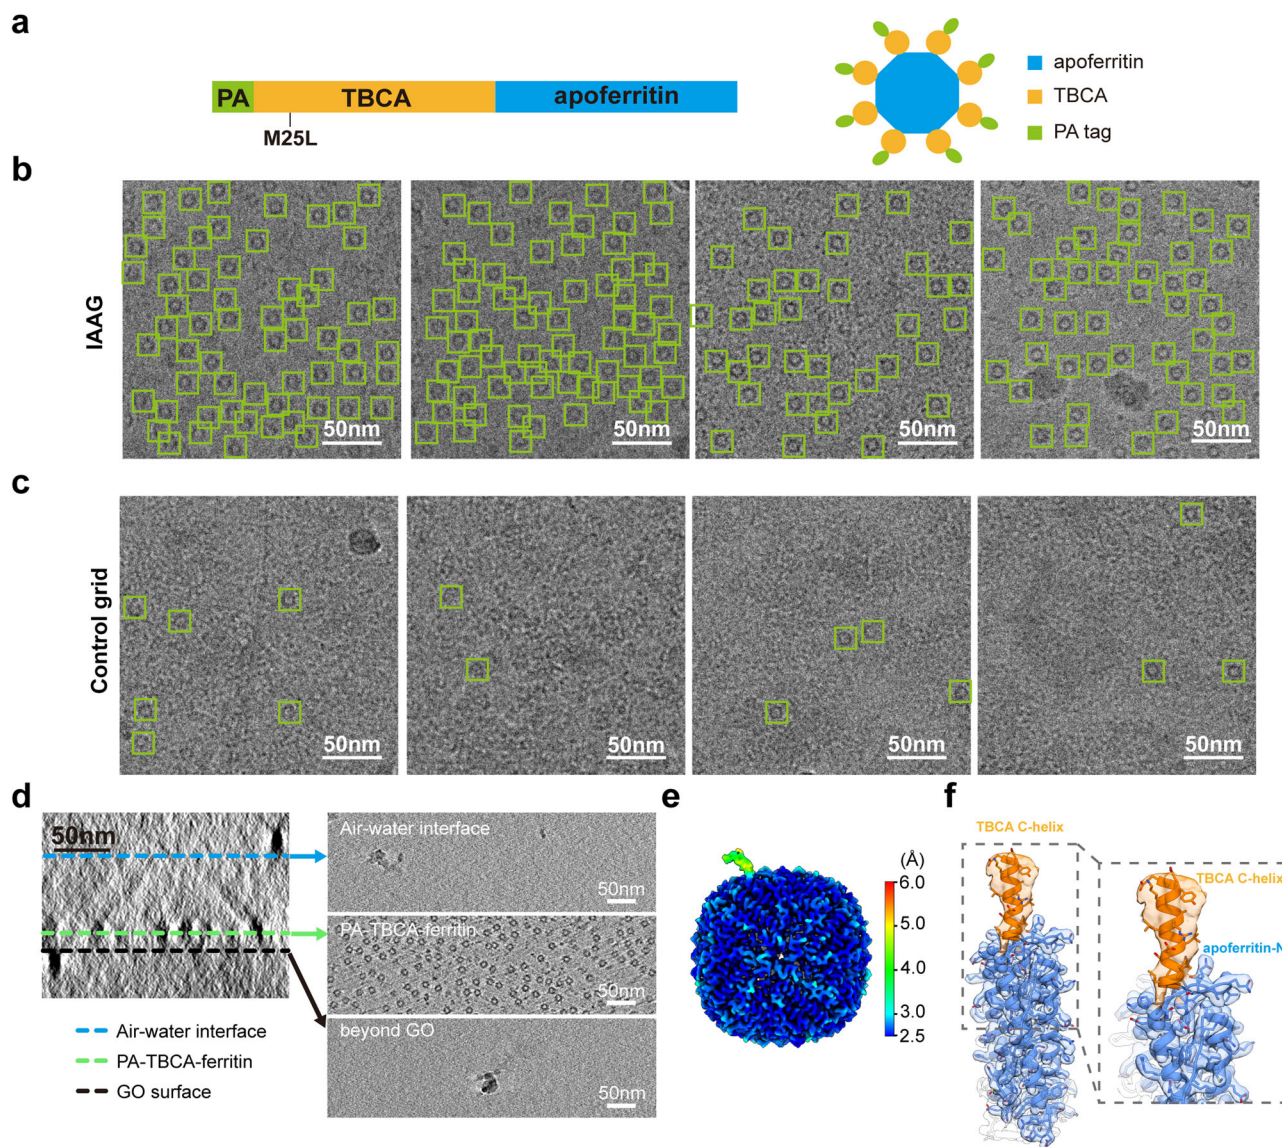 a
PA TBCA apoferritin
M25L
apoferritin
TBCA
PA tag
b
IAAG
50nm
50nm
50nm
50nm
c
Control grid
50nm
50nm
50nm
50nm
d
50nm
Air-water interface
50nm
PA-TBCA-ferritin
50nm
beyond GO
50nm
Air-water interface
PA-TBCA-ferritin
GO surface
e
(Å)
6.0
5.0
4.0
3.0
2.5
f
TBCA C-helix
TBCA C-helix
apoferritin-N